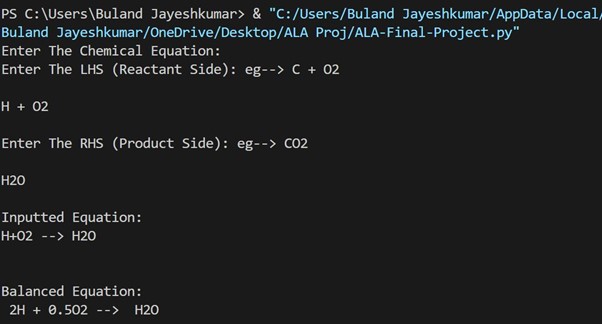 PS C:\Users\Buland Jayeshkumar> & "C:/Users/Buland Jayeshkumar/AppData/Local/
Buland Jayeshkumar/OneDrive/Desktop/ALA Proj/ALA-Final-Project.py"
Enter The Chemical Equation:
Enter The LHS (Reactant Side): eg--> C + O2
H + O2
Enter The RHS (Product Side): eg--> CO2
H2O
Inputted Equation:
H+O2 --> H2O
Balanced Equation:
2H + 0.5O2 -->  H2O